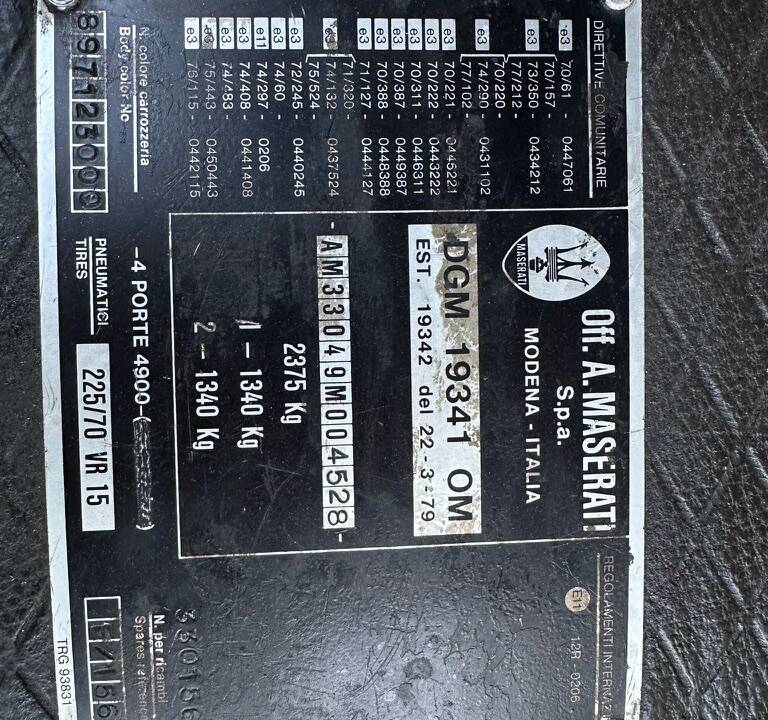 DIRETTIVE COMUNITARIE
e3 70/61 - 0447061
70/157 -
e3 73/350 - 0434212
77/212 -
70/220 -
e3 74/290 - 0431102
77/102 -
e3 70/221 - 0445221
e3 70/222 - 0443222
e3 70/311 - 0446311
e3 70/387 - 0449387
e3 70/388 - 0448388
e3 71/127 - 0444127
71/320 -
e3 74/132 - 0437524
75/524 -
e3 72/245 - 0440245
e3 74/60 -
e11 74/297 - 0206
e3 74/408 - 0441408
e3 74/483 -
e3 75/443 - 0450443
e3 76/115 - 0442115
N. colore carrozzeria
Body color No
897123000
MASERATI
Off. A. MASERATI
S.p.a.
MODENA - ITALIA
DGM 19341 OM
EST. 19342 del 22-3-79
-AM33049M004528-
2375 Kg
1 - 1340 Kg
2 - 1340 Kg
-4 PORTE 4900-
PNEUMATICI
TIRES
225/70 VR 15
REGOLAMENTI INTERNAZ
E11 12R 0206
N. per ricambi
Spares
TRG 93831